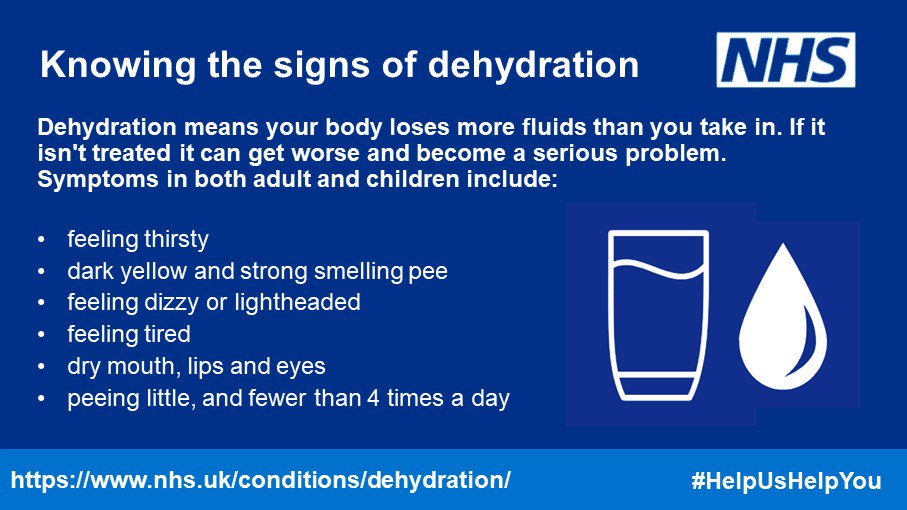 Knowing the signs of dehydration
NHS
Dehydration means your body loses more fluids than you take in. If it
isn't treated it can get worse and become a serious problem.
Symptoms in both adult and children include:
• feeling thirsty
• dark yellow and strong smelling pee
• feeling dizzy or lightheaded
• feeling tired
• dry mouth, lips and eyes
• peeing little, and fewer than 4 times a day
https://www.nhs.uk/conditions/dehydration/
#HelpUsHelpYou